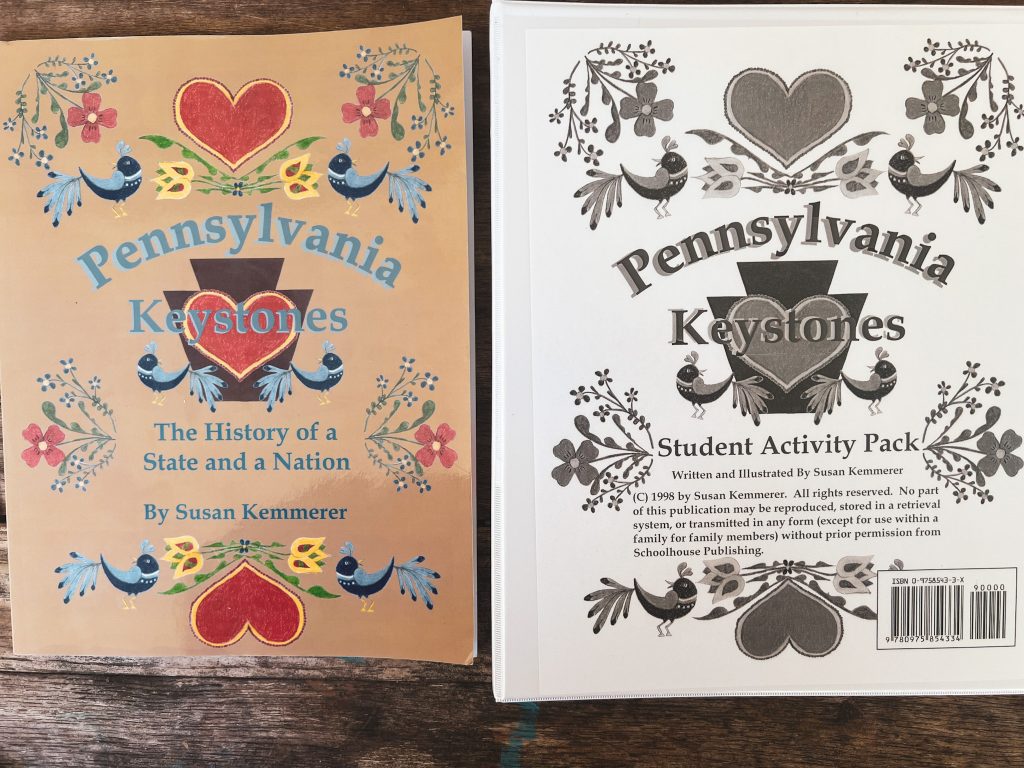 Pennsylvania
Keystones
The History of a
State and a Nation
By Susan Kemmerer
Pennsylvania
Keystones
Student Activity Pack
Written and Illustrated By Susan Kemmerer
(C) 1998 by Susan Kemmerer. All rights reserved. No part
of this publication may be reproduced, stored in a retrieval
system, or transmitted in any form (except for use within a
family for family members) without prior permission from
Schoolhouse Publishing.
ISBN 0-9758543-3-X
90000
9 780975 854334